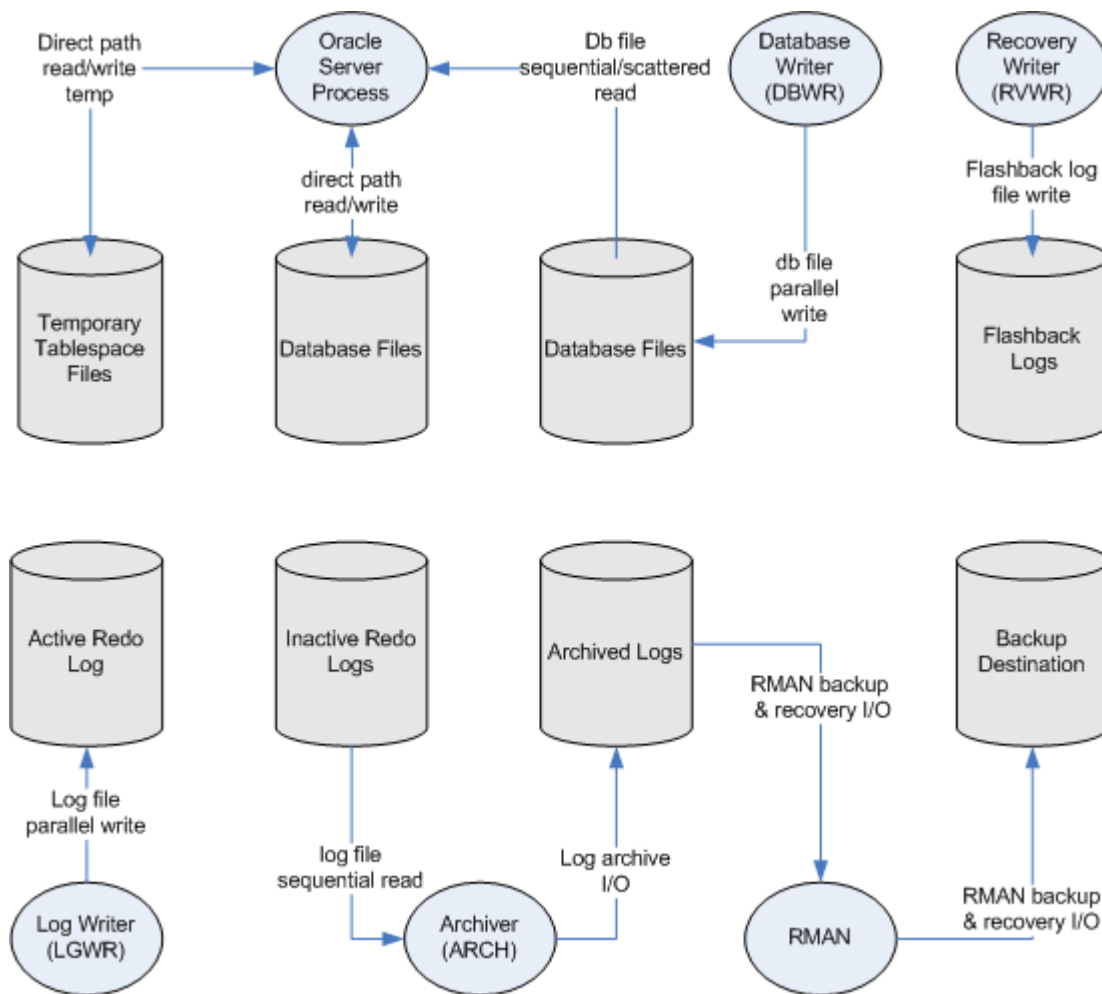 Direct path
read/write
temp
Oracle
Server
Process
Db file
sequential/scattered
read
Database
Writer
(DBWR)
Recovery
Writer
(RVWR)
direct path
read/write
Flashback log
file write
db file
parallel
write
Temporary
Tablespace
Files
Database Files
Database Files
Flashback
Logs
Active Redo
Log
Inactive Redo
Logs
Archived Logs
Backup
Destination
RMAN backup
& recovery I/O
Log file
parallel write
log file
sequential read
Log archive
I/O
RMAN backup
& recovery I/O
Log Writer
(LGWR)
Archiver
(ARCH)
RMAN